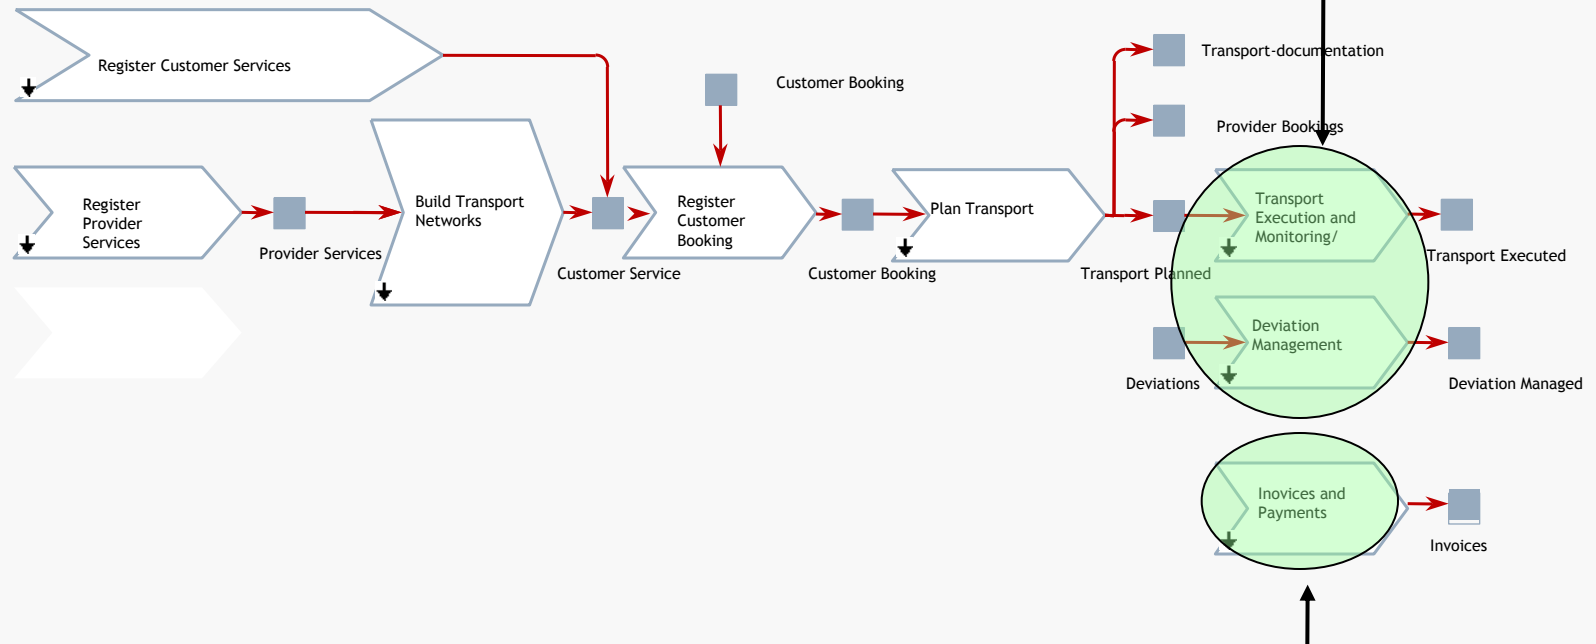 Register Customer Services
Customer Booking
Transport-documentation
Provider Bookings
Register
Provider
Services
Provider Services
Build Transport
Networks
Customer Service
Register
Customer
Booking
Customer Booking
Plan Transport
Transport Planned
Transport
Execution and
Monitoring/
Transport Executed
Deviations
Deviation
Management
Deviation Managed
Inovices and
Payments
Invoices